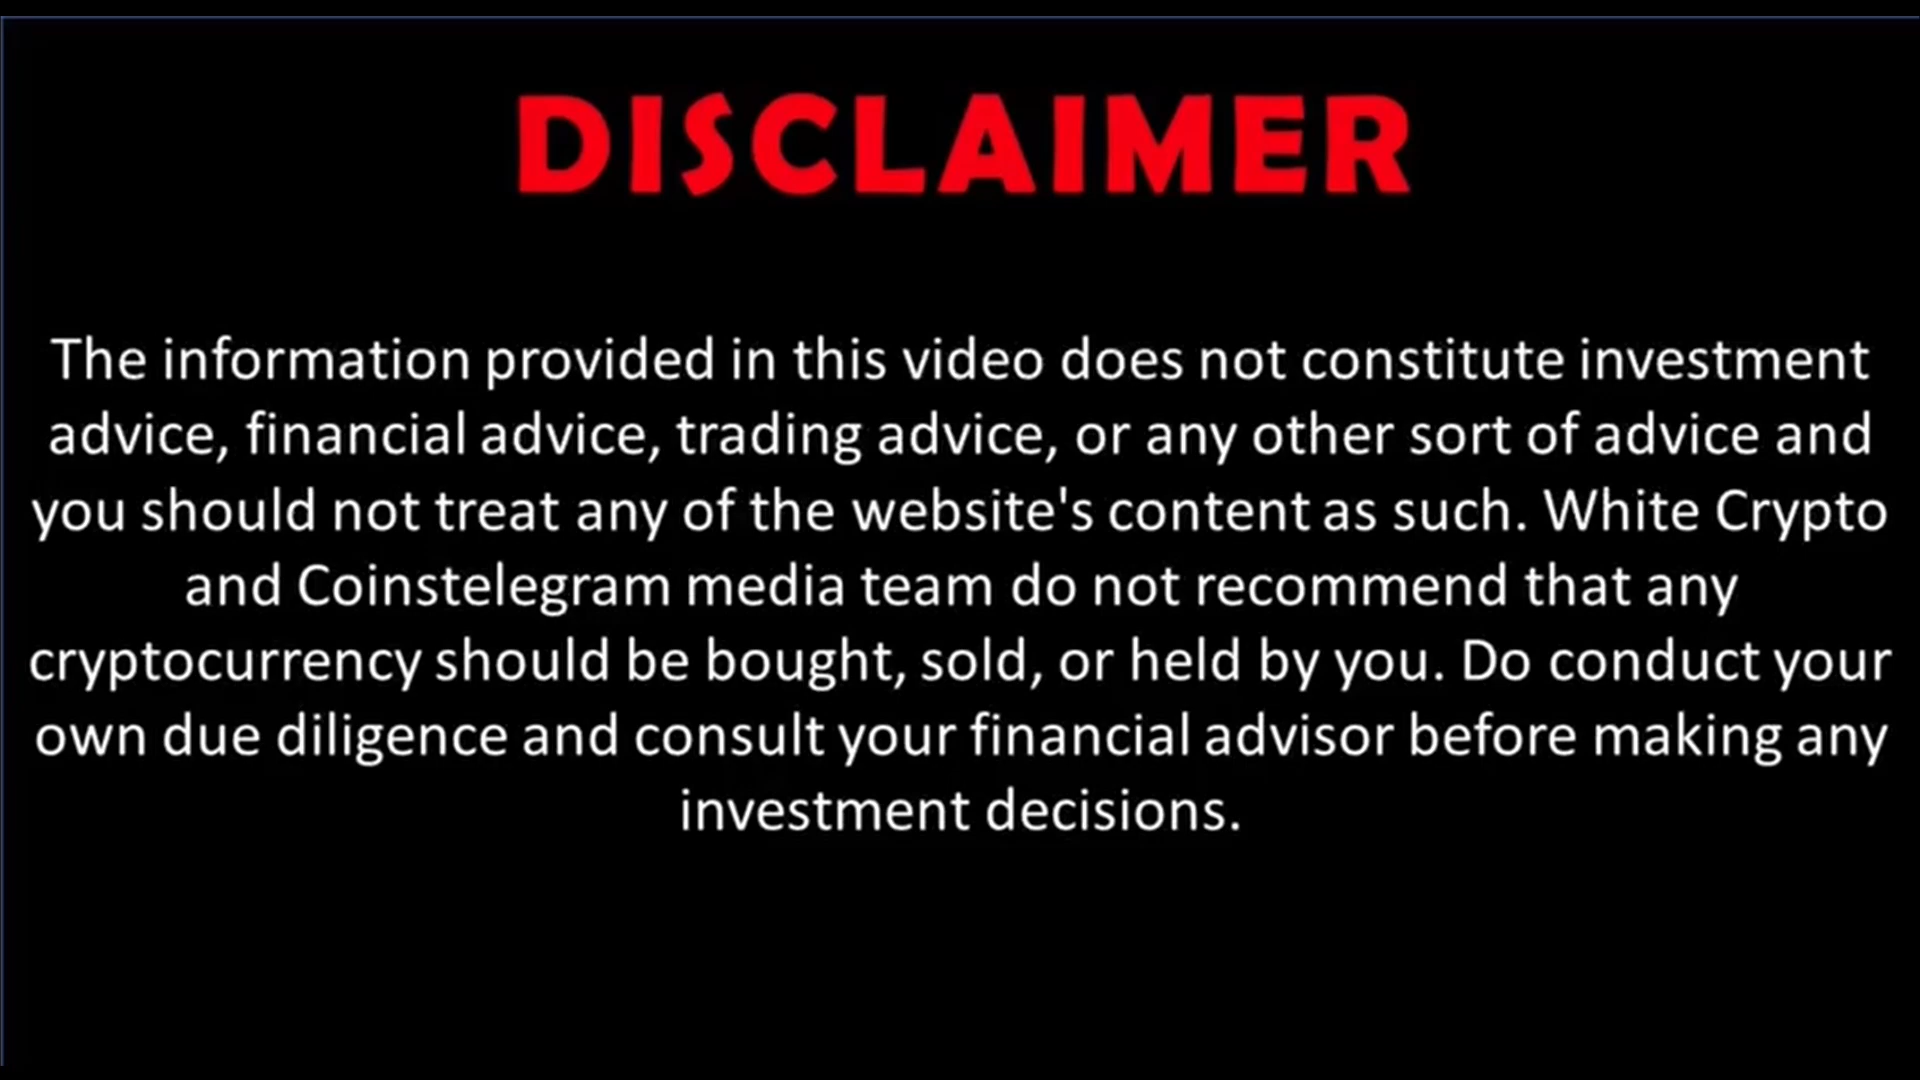 DISCLAIMER
The information provided in this video does not constitute investment
advice, financial advice, trading advice, or any other sort of advice and
you should not treat any of the website's content as such. White Crypto
and Coinstelegram media team do not recommend that any
cryptocurrency should be bought, sold, or held by you. Do conduct your
own due diligence and consult your financial advisor before making any
investment decisions.